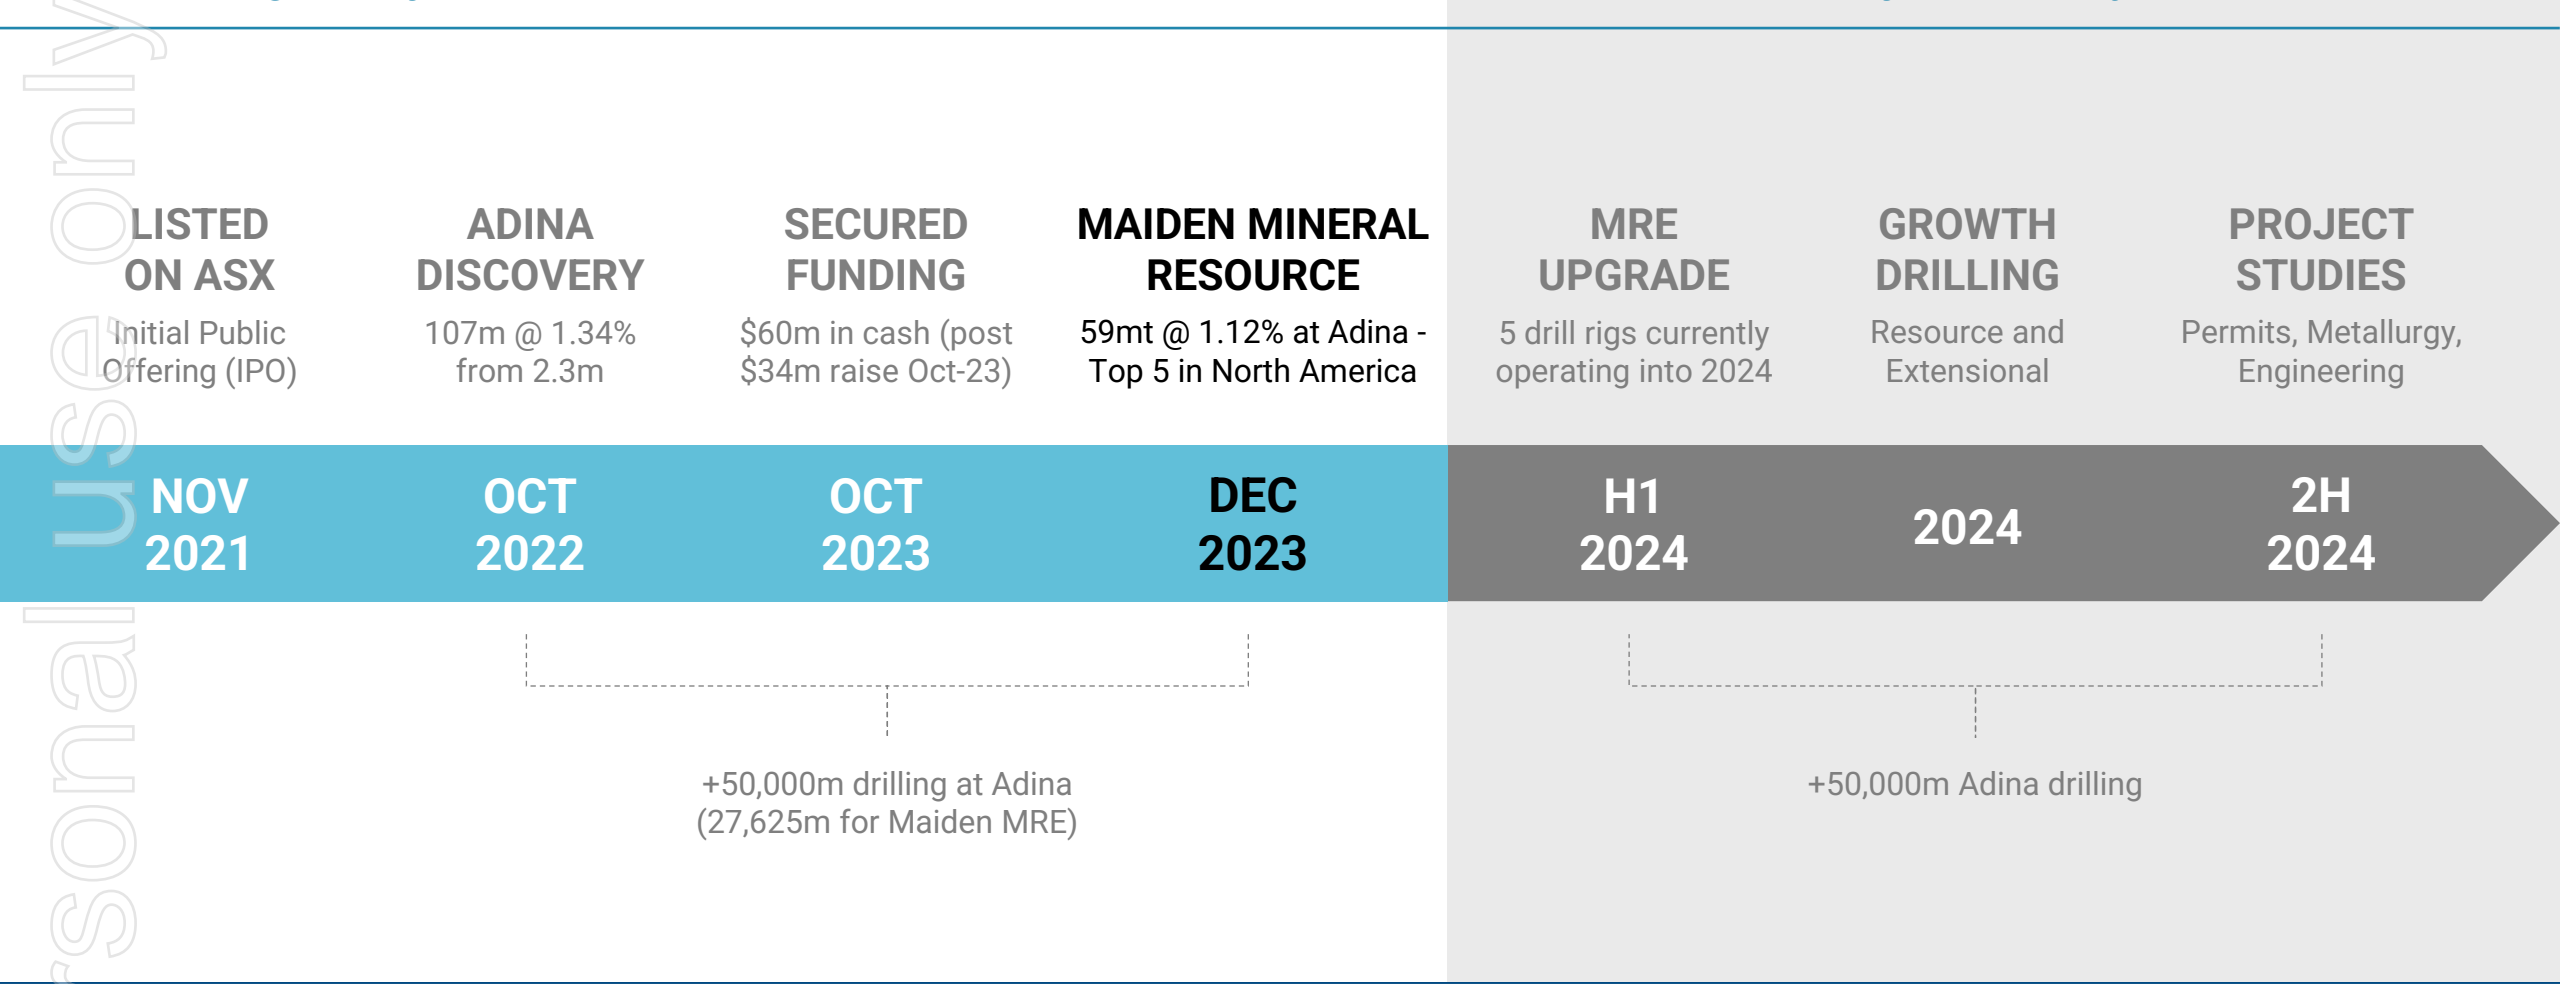 LISTED
ON ASX
Initial Public
Offering (IPO)
NOV
2021
ADINA
DISCOVERY
107m @ 1.34%
from 2.3m
OCT
2022
SECURED
FUNDING
$60m in cash (post
$34m raise Oct-23)
OCT
2023
MAIDEN MINERAL
RESOURCE
59mt @ 1.12% at Adina -
Top 5 in North America
DEC
2023
MRE
UPGRADE
5 drill rigs currently
operating into 2024
H1
2024
GROWTH
DRILLING
Resource and
Extensional
2024
PROJECT
STUDIES
Permits, Metallurgy,
Engineering
2H
2024
+50,000m drilling at Adina
(27,625m for Maiden MRE)
+50,000m Adina drilling
rsonal use only